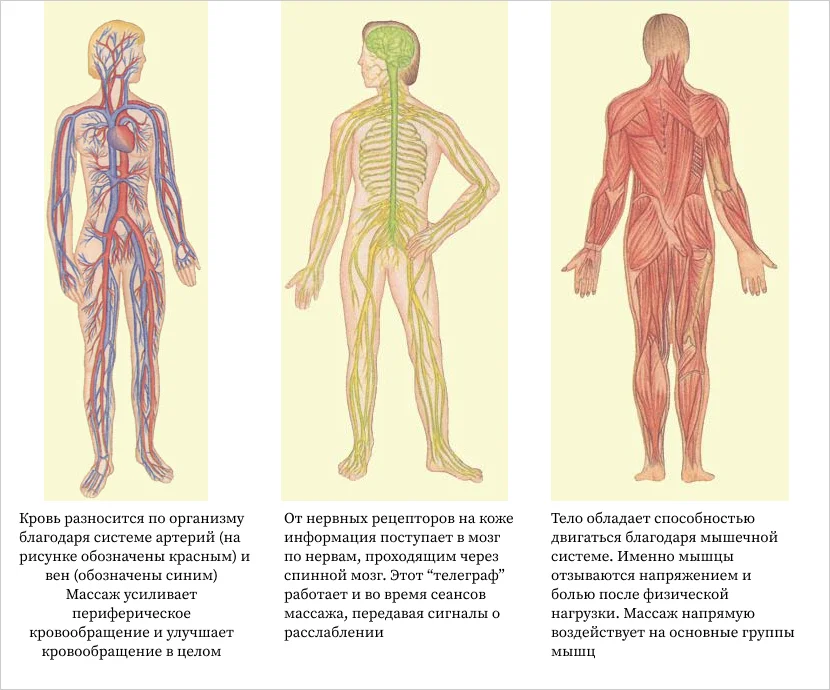 Кровь разносится по организму
благодаря системе артерий (на
рисунке обозначены красным) и
вен (обозначены синим)
Массаж усиливает
периферическое
кровообращение и улучшает
кровообращение в целом
От нервных рецепторов на коже
информация поступает в мозг
по нервам, проходящим через
спинной мозг. Этот “телеграф”
работает и во время сеансов
массажа, передавая сигналы о
расслаблении
Тело обладает способностью
двигаться благодаря мышечной
системе. Именно мышцы
отзываются напряжением и
болью после физической
нагрузки. Массаж напрямую
воздействует на основные группы
мышц